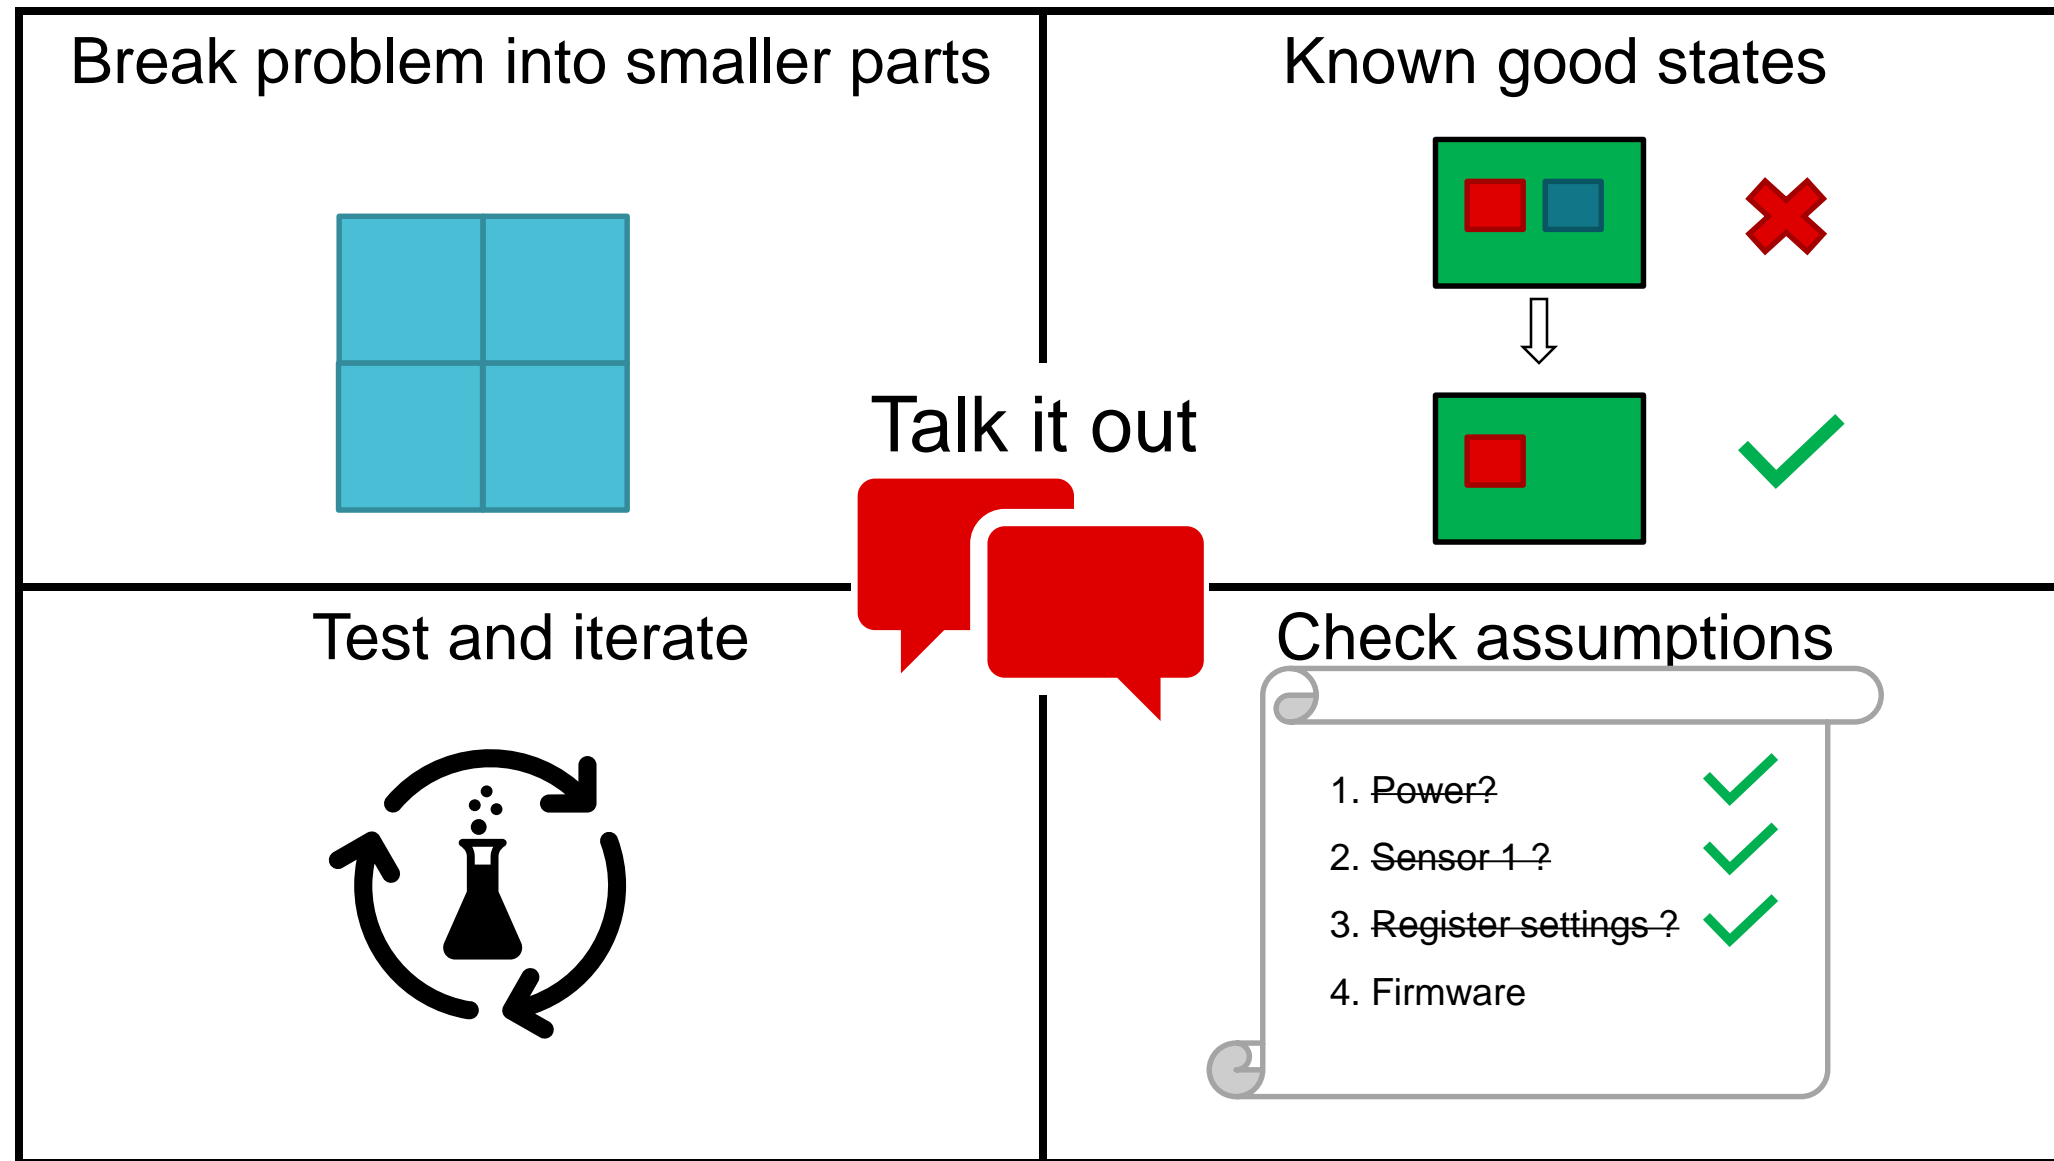 Break problem into smaller parts
Known good states
Talk it out
Test and iterate
Check assumptions
1. Power?
2. Sensor 1 ?
3. Register settings ?
4. Firmware